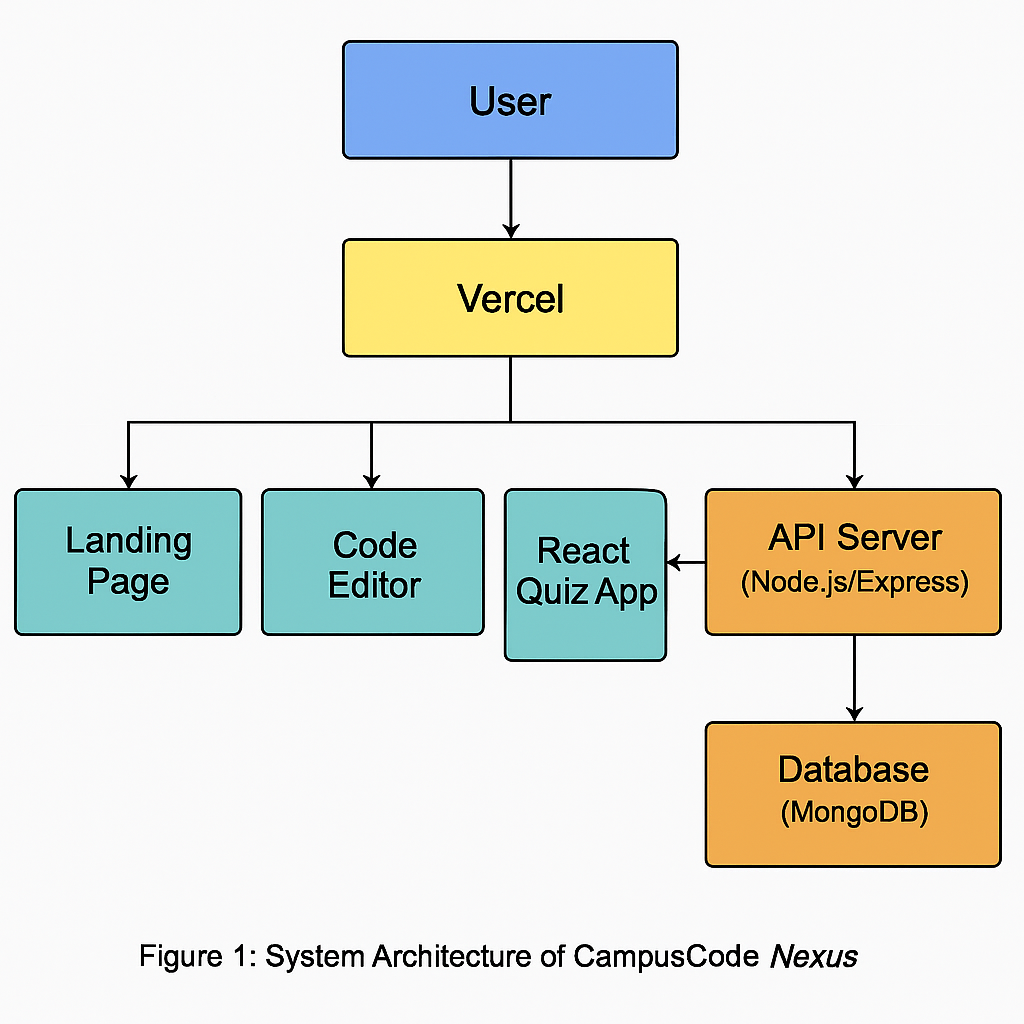 User
Vercel
Landing
Page
Code
Editor
React
Quiz App
API Server
(Node.js/Express)
Database
(MongoDB)
Figure 1: System Architecture of CampusCode Nexus